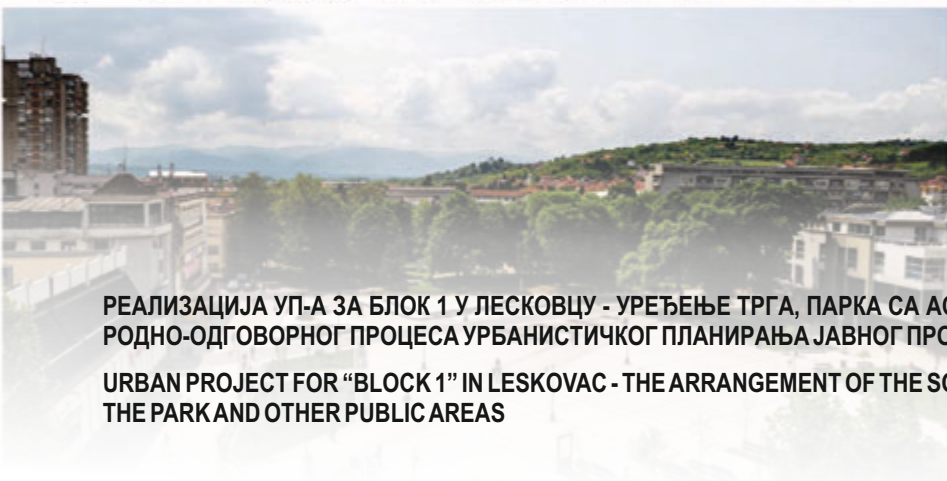 РЕАЛИЗАЦИЈА УП-А ЗА БЛОК 1 У ЛЕСКОВЦУ - УРЕЂЕЊЕ ТРГА, ПАРКА СА
РОДНО-ОДГОВОРНОГ ПРОЦЕСА УРБАНИСТИЧКОГ ПЛАНИРАЊА ЈАВНОГ
URBAN PROJECT FOR “BLOCK 1” IN LESKOVAC - THE ARRANGEMENT OF THE
THE PARK AND OTHER PUBLIC AREAS